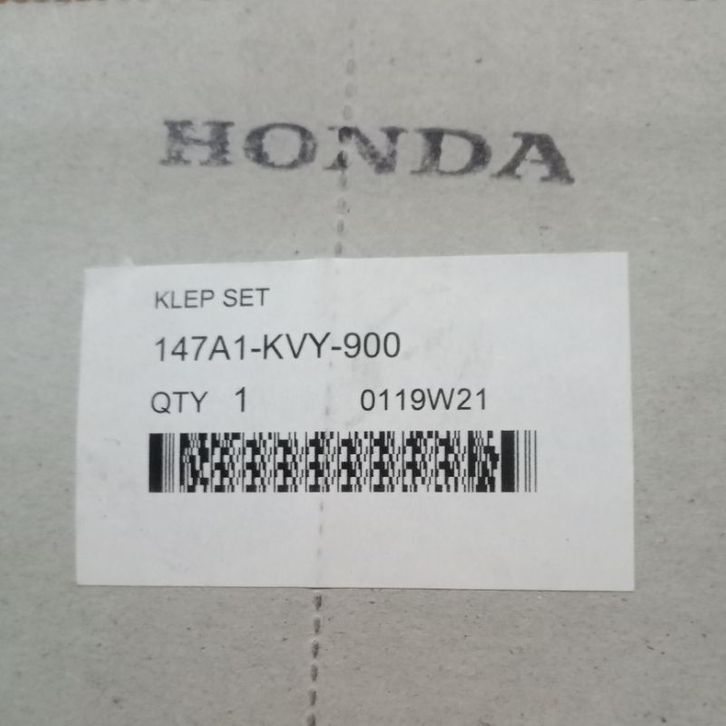 HONDA
KLEP SET
147A1-KVY-900
QTY 1 0119W21